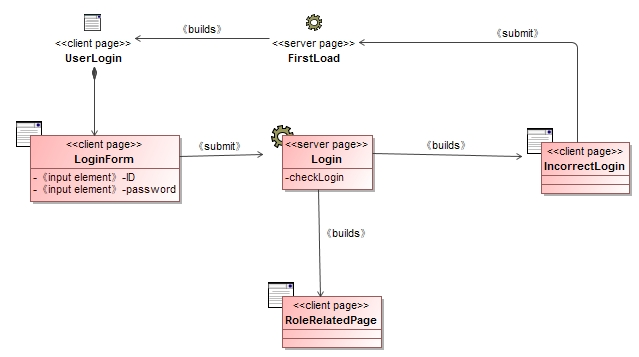 《builds》
《submit》
<<client page>>
UserLogin
<<server page>>
FirstLoad
<<client page>>
LoginForm
-《input element》-ID
-《input element》-password
《submit》
<<server page>>
Login
-checkLogin
《builds》
<<client page>>
IncorrectLogin
《builds》
<<client page>>
RoleRelatedPage